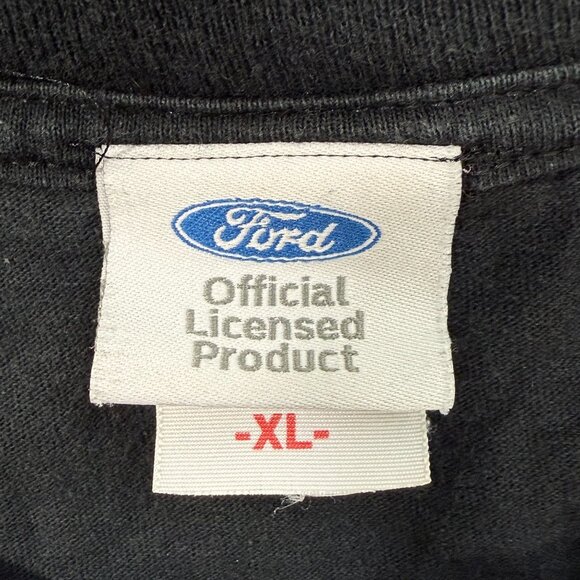 Ford
Official
Licensed
Product
-XL-